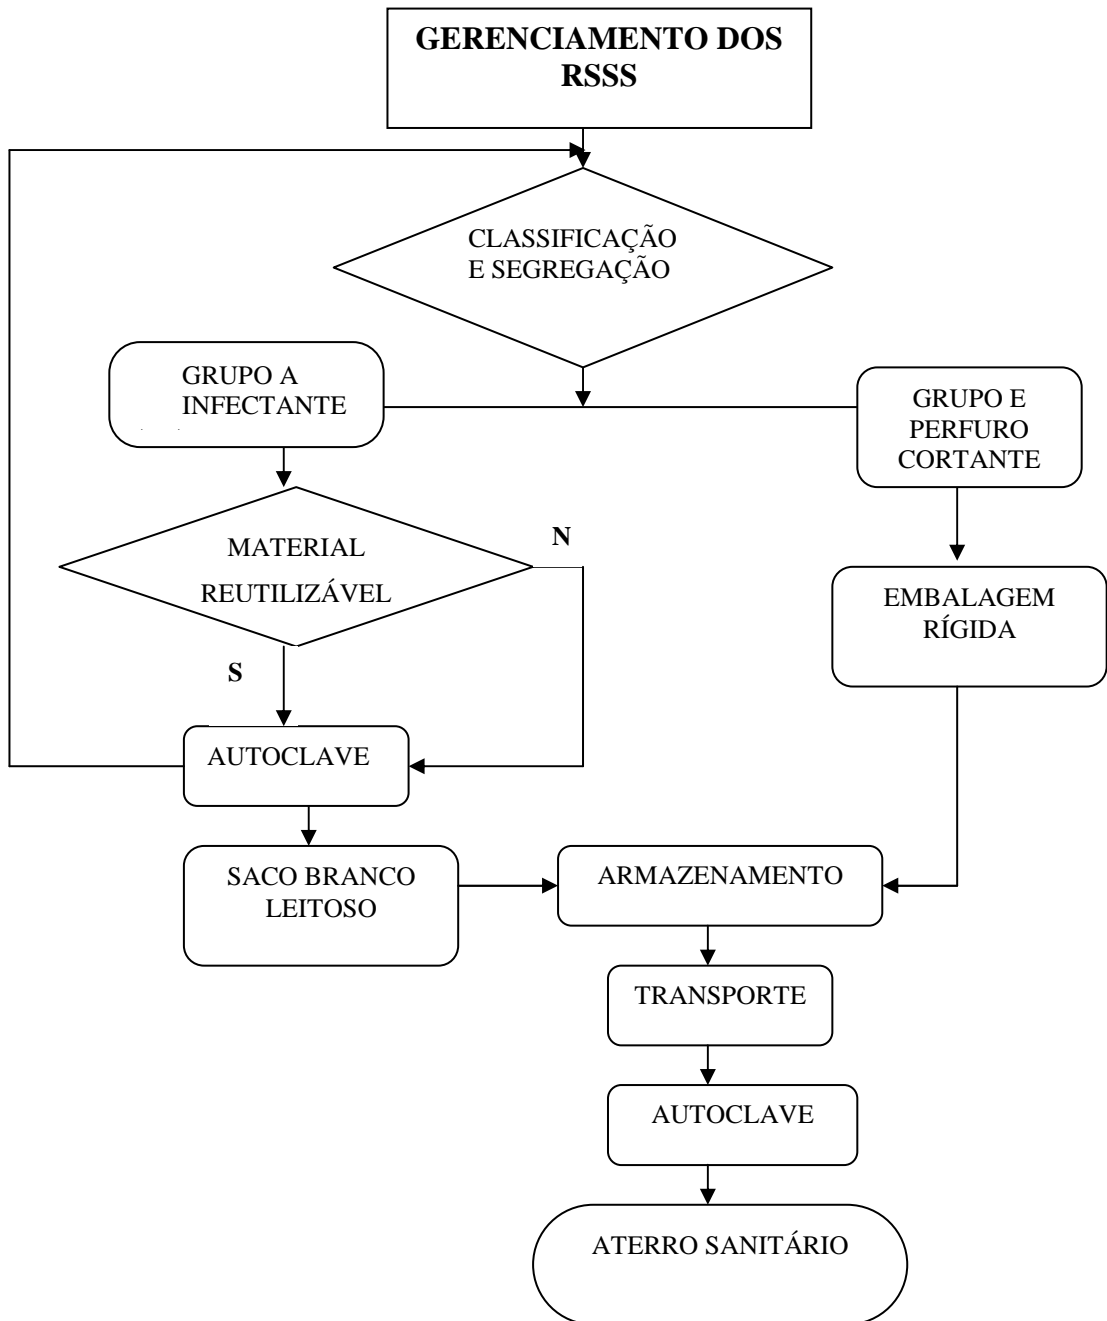 GERENCIAMENTO DOS
RSSS
CLASSIFICAÇÃO
E SEGREGAÇÃO
GRUPO A
INFECTANTE
GRUPO E
PERFURO
CORTANTE
MATERIAL
REUTILIZÁVEL
N
S
EMBALAGEM
RÍGIDA
AUTOCLAVE
SACO BRANCO
LEITOSO
ARMAZENAMENTO
TRANSPORTE
AUTOCLAVE
ATERRO SANITÁRIO